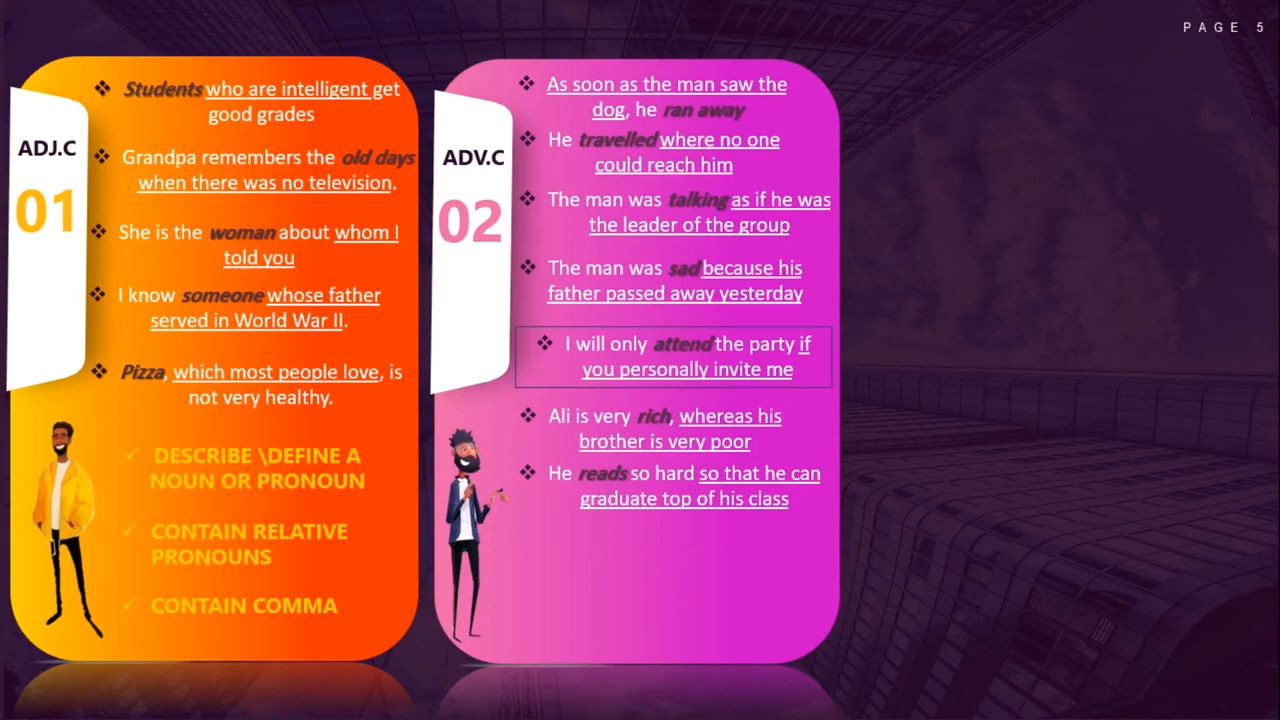 PAGE 5
ADJ.C
01
❖ Students who are intelligent get
good grades
❖ Grandpa remembers the old days
when there was no television.
❖ She is the woman about whom I
told you
❖ I know someone whose father
served in World War II.
❖ Pizza, which most people love, is
not very healthy.
✓ DESCRIBE \DEFINE A
NOUN OR PRONOUN
✓ CONTAIN RELATIVE
PRONOUNS
✓ CONTAIN COMMA
ADV.C
02
❖ As soon as the man saw the
dog, he ran away
❖ He travelled where no one
could reach him
❖ The man was talking as if he was
the leader of the group
❖ The man was sad because his
father passed away yesterday
❖ I will only attend the party if
you personally invite me
❖ Ali is very rich, whereas his
brother is very poor
❖ He reads so hard so that he can
graduate top of his class